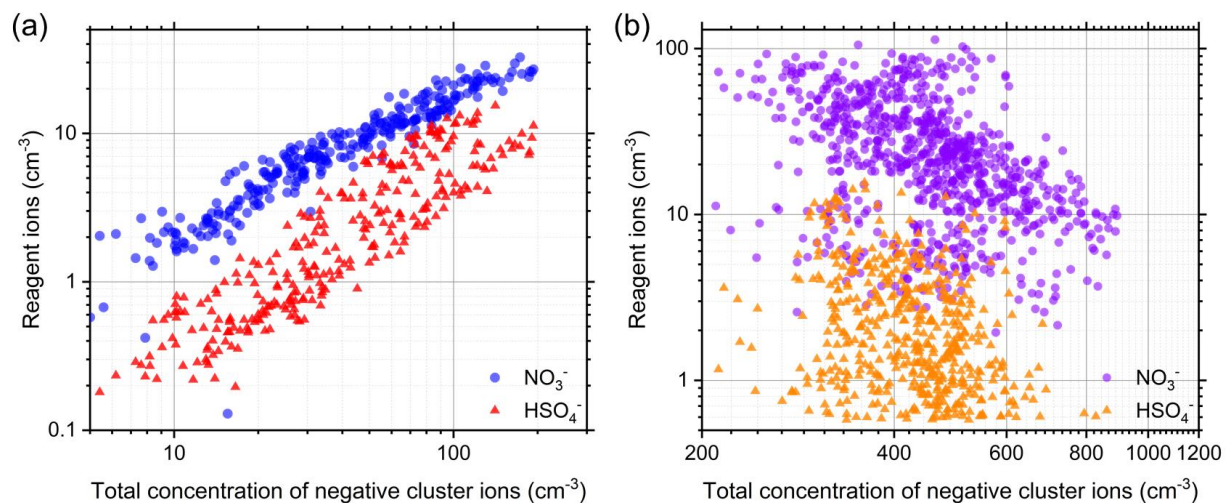 (a)
Reagent ions (cm⁻³)
10
1
0.1
10
100
NO₃⁻
HSO₄⁻
Total concentration of negative cluster ions (cm⁻³)
(b)
Reagent ions (cm⁻³)
100
10
1
200
400
600
800
1000
1200
NO₃⁻
HSO₄⁻
Total concentration of negative cluster ions (cm⁻³)